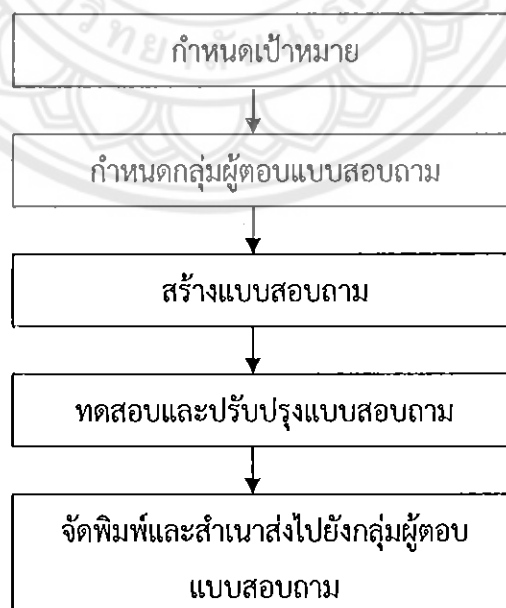 กำหนดเป้าหมาย
กำหนดกลุ่มผู้ตอบแบบสอบถาม
สร้างแบบสอบถาม
ทดสอบและปรับปรุงแบบสอบถาม
จัดพิมพ์และสำเนาส่งไปยังกลุ่มผู้ตอบ
แบบสอบถาม